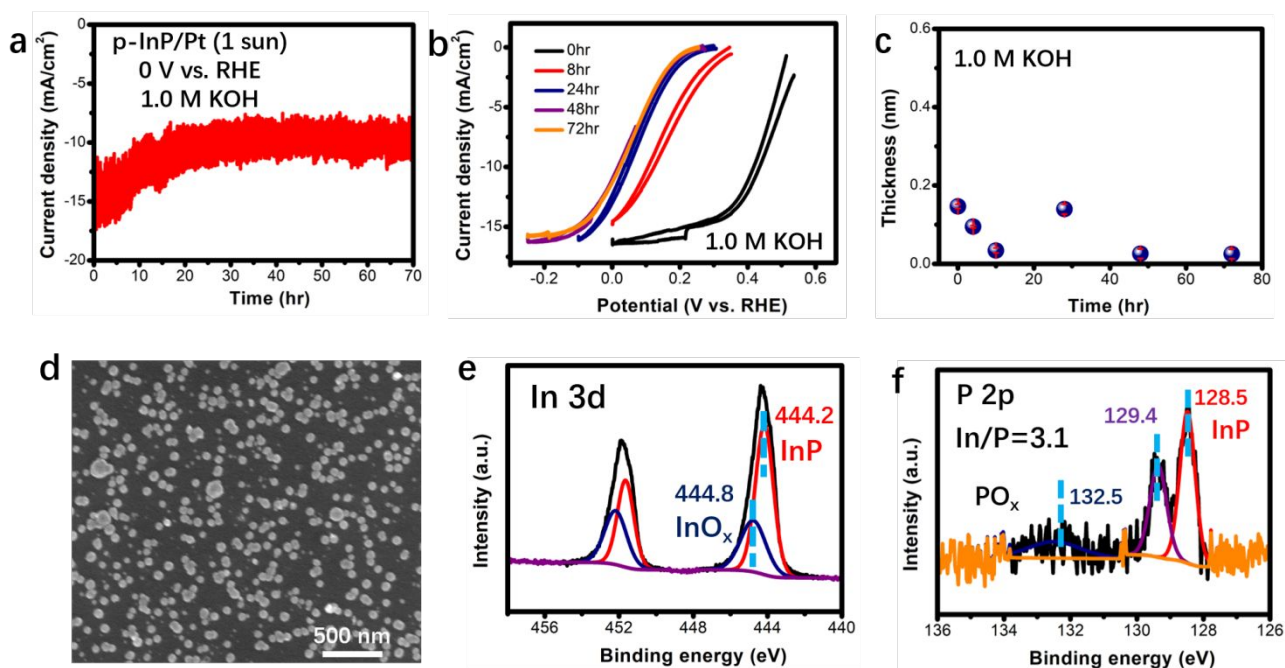 a
p-InP/Pt (1 sun)
0 V vs. RHE
1.0 M KOH
Current density (mA/cm²)
0
-5
-10
-15
-20
0 10 20 30 40 50 60 70
Time (hr)
b
0hr
8hr
24hr
48hr
72hr
1.0 M KOH
Current density (mA/cm²)
0
-5
-10
-15
-0.2 0.0 0.2 0.4 0.6
Potential (V vs. RHE)
c
1.0 M KOH
Thickness (nm)
0.6
0.4
0.2
0.0
0 20 40 60 80
Time (hr)
d
500 nm
e
In 3d
444.2
InP
444.8
InOₓ
Intensity (a.u.)
456 452 448 444 440
Binding energy (eV)
f
P 2p
In/P=3.1
129.4
128.5
InP
POₓ
132.5
Intensity (a.u.)
136 134 132 130 128 126
Binding energy (eV)